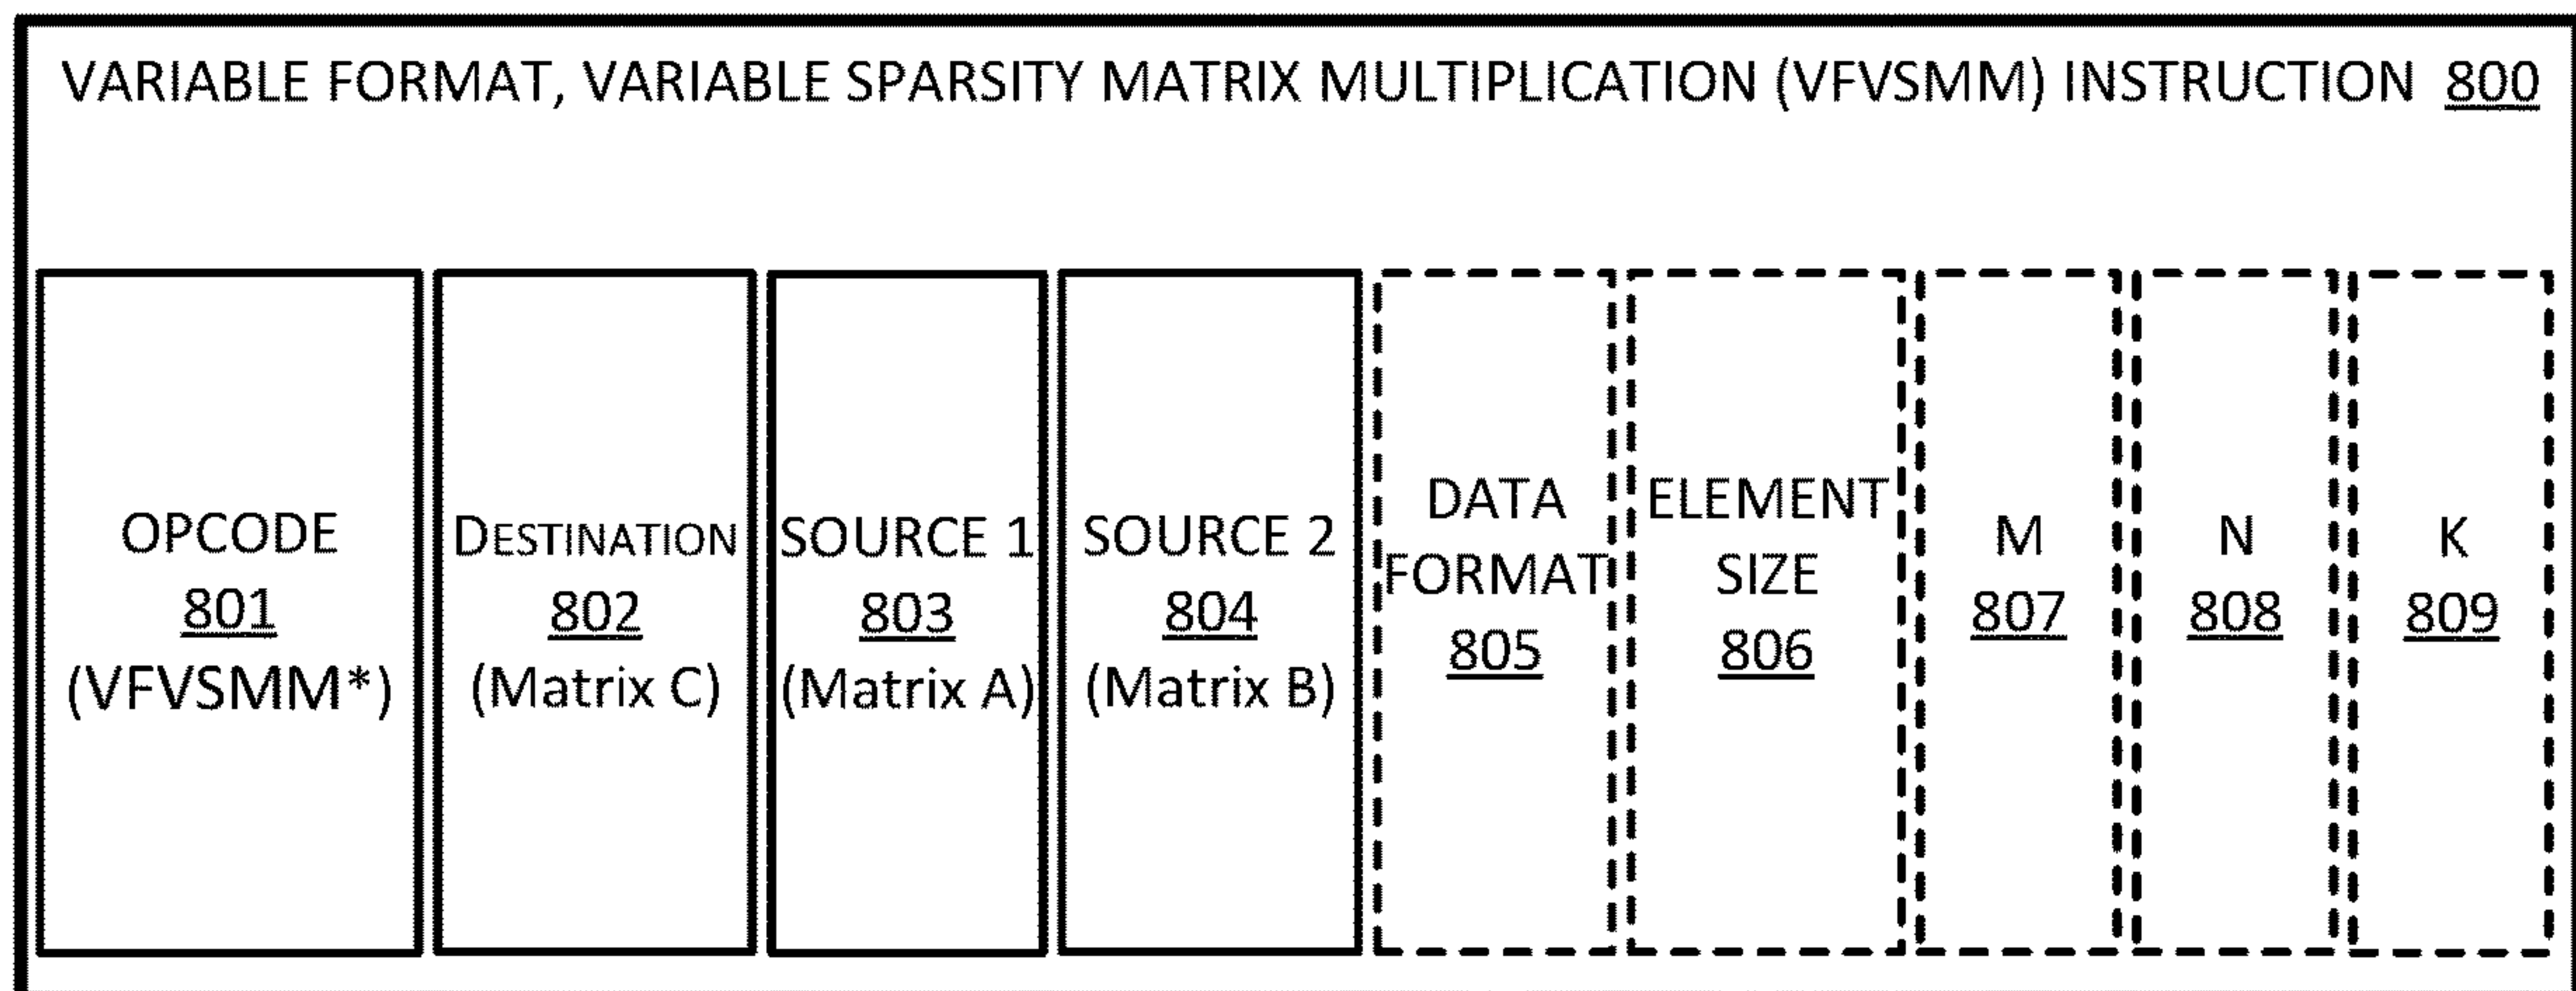 VARIABLE FORMAT, VARIABLE SPARSITY MATRIX MULTIPLICATION (VFVSMM) INSTRUCTION 800
OPCODE
801
(VFVSMM*)
DESTINATION
802
(Matrix C)
SOURCE 1
803
(Matrix A)
SOURCE 2
804
(Matrix B)
DATA
FORMAT
805
ELEMENT
SIZE
806
M
807
N
808
K
809